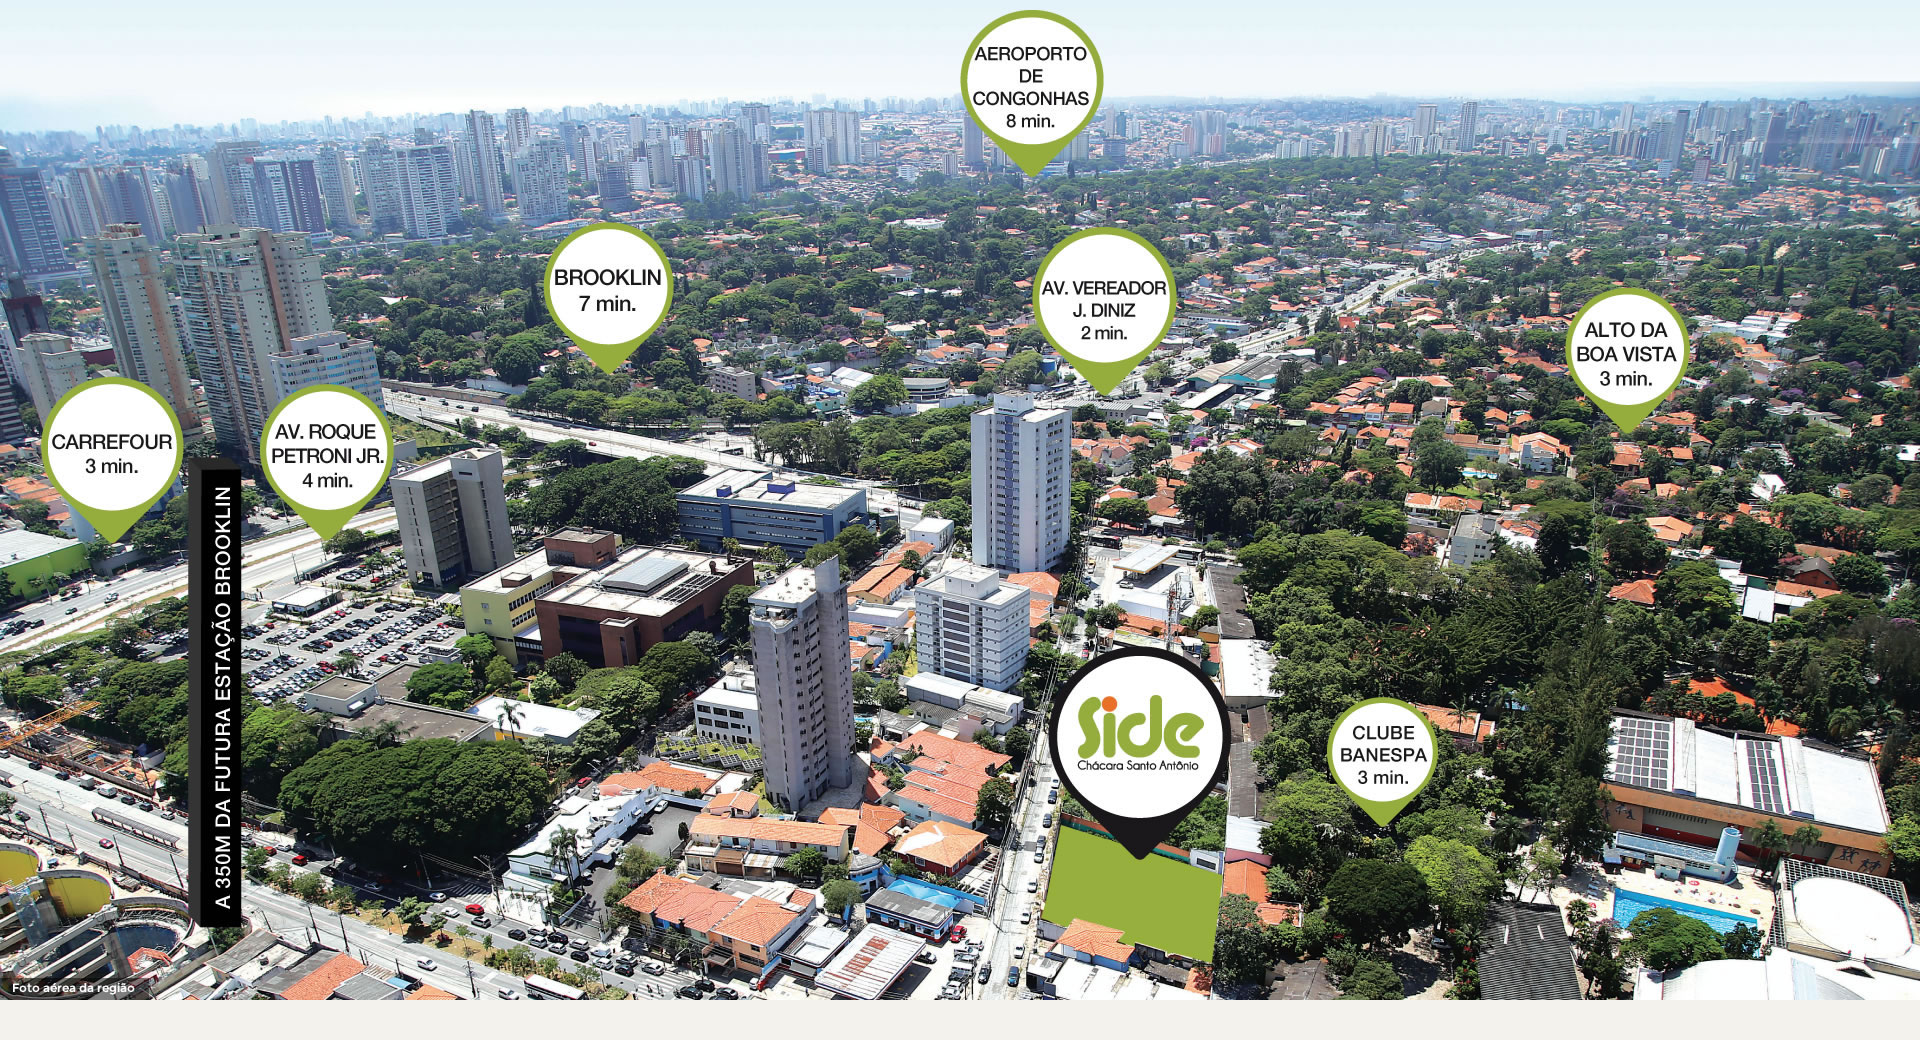 AEROPORTO
DE
CONGONHAS
8 min.
BROOKLIN
7 min.
AV. VEREADOR
J. DINIZ
2 min.
ALTO DA
BOA VISTA
3 min.
CARREFOUR
3 min.
AV. ROQUE
PETRONI JR.
4 min.
A 350M DA FUTURA ESTAÇÃO BROOKLIN
Side
Chácara Santo Antônio
CLUBE
BANESPA
3 min.
Foto aérea da região